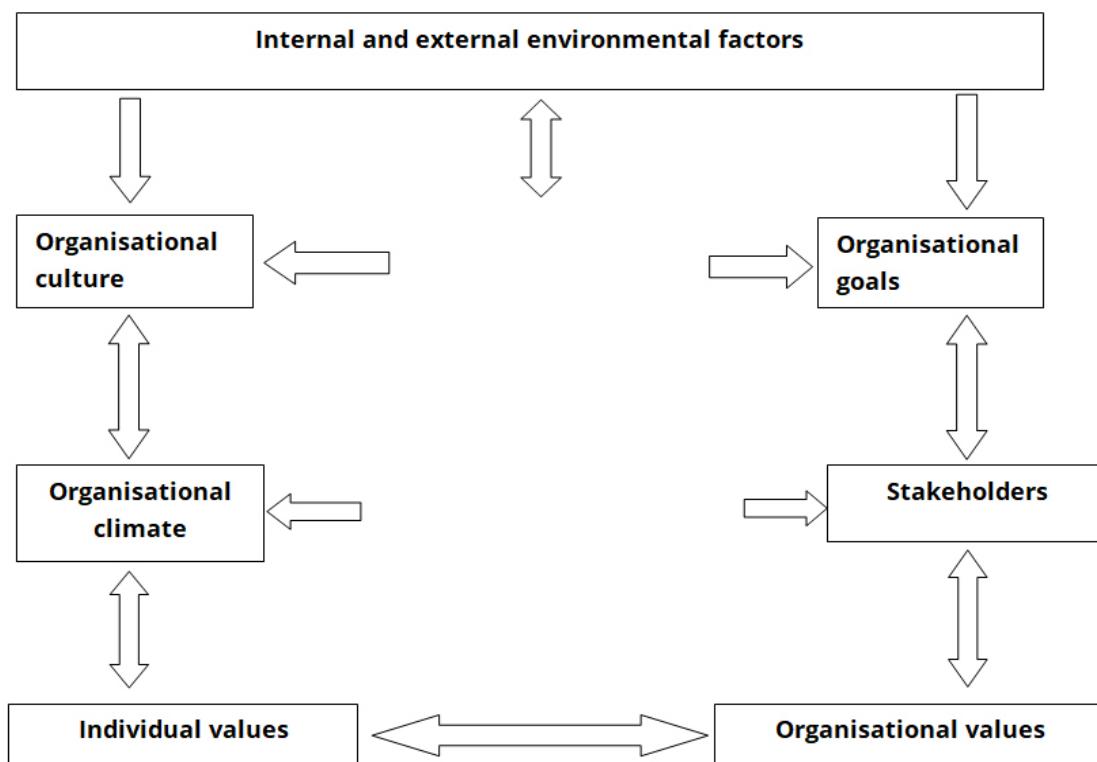 Internal and external environmental factors
Organisational
culture
Organisational
goals
Organisational
climate
Stakeholders
Individual values
Organisational values